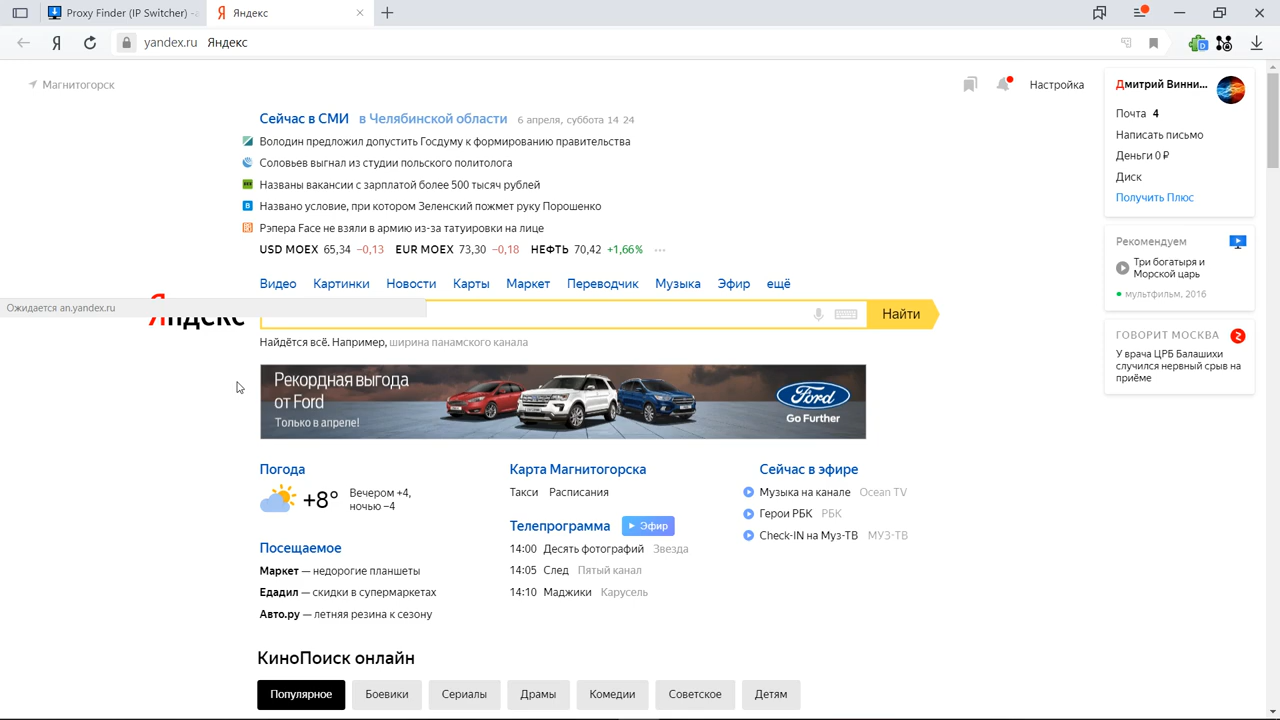 Proxy Finder (IP Switcher) -
Яндекс
yandex.ru Яндекс
Магнитогорск
Настройка
Сейчас в СМИ в Челябинской области 6 апреля, суббота 14 24
Володин предложил допустить Госдуму к формированию правительства
Соловьев выгнал из студии польского политолога
Названы вакансии с зарплатой более 500 тысяч рублей
Названо условие, при котором Зеленский пожмет руку Порошенко
Рэпера Face не взяли в армию из-за татуировки на лице
USD MOEX 65,34 −0,13 EUR MOEX 73,30 −0,18 НЕФТЬ 70,42 +1,66%
Видео Картинки Новости Карты Маркет Переводчик Музыка Эфир ещё
Ожидается an.yandex.ru
Яндекс
Найти
Найдётся всё. Например, ширина панамского канала
Рекордная выгода
от Ford
Только в апреле!
Ford
Go Further
Погода
+8°
Вечером +4,
ночью −4
Посещаемое
Маркет — недорогие планшеты
Едадил — скидки в супермаркетах
Авто.ру — летняя резина к сезону
Карта Магнитогорска
Такси Расписания
Телепрограмма Эфир
14:00 Десять фотографий Звезда
14:05 След Пятый канал
14:10 Маджики Карусель
Сейчас в эфире
Музыка на канале Ocean TV
Герои РБК РБК
Check-IN на Муз-ТВ МУЗ-ТВ
КиноПоиск онлайн
Популярное Боевики Сериалы Драмы Комедии Советское Детям
Дмитрий Винни...
Почта 4
Написать письмо
Деньги 0 ₽
Диск
Получить Плюс
Рекомендуем
Три богатыря и
Морской царь
мультфильм, 2016
ГОВОРИТ МОСКВА
У врача ЦРБ Балашихи
случился нервный срыв на
приёме